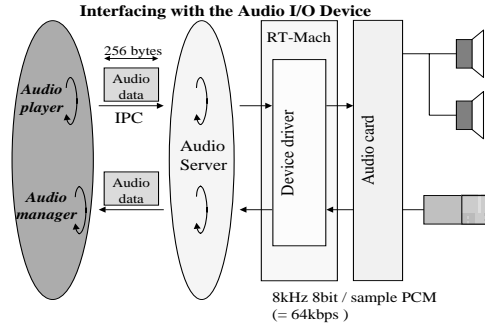 Interfacing with the Audio I/O Device
256 bytes
RT-Mach
Audio
player
Audio
data
IPC
Audio
Server
Device driver
Audio card
Audio
manager
Audio
data
8kHz 8bit / sample PCM
(= 64kbps )